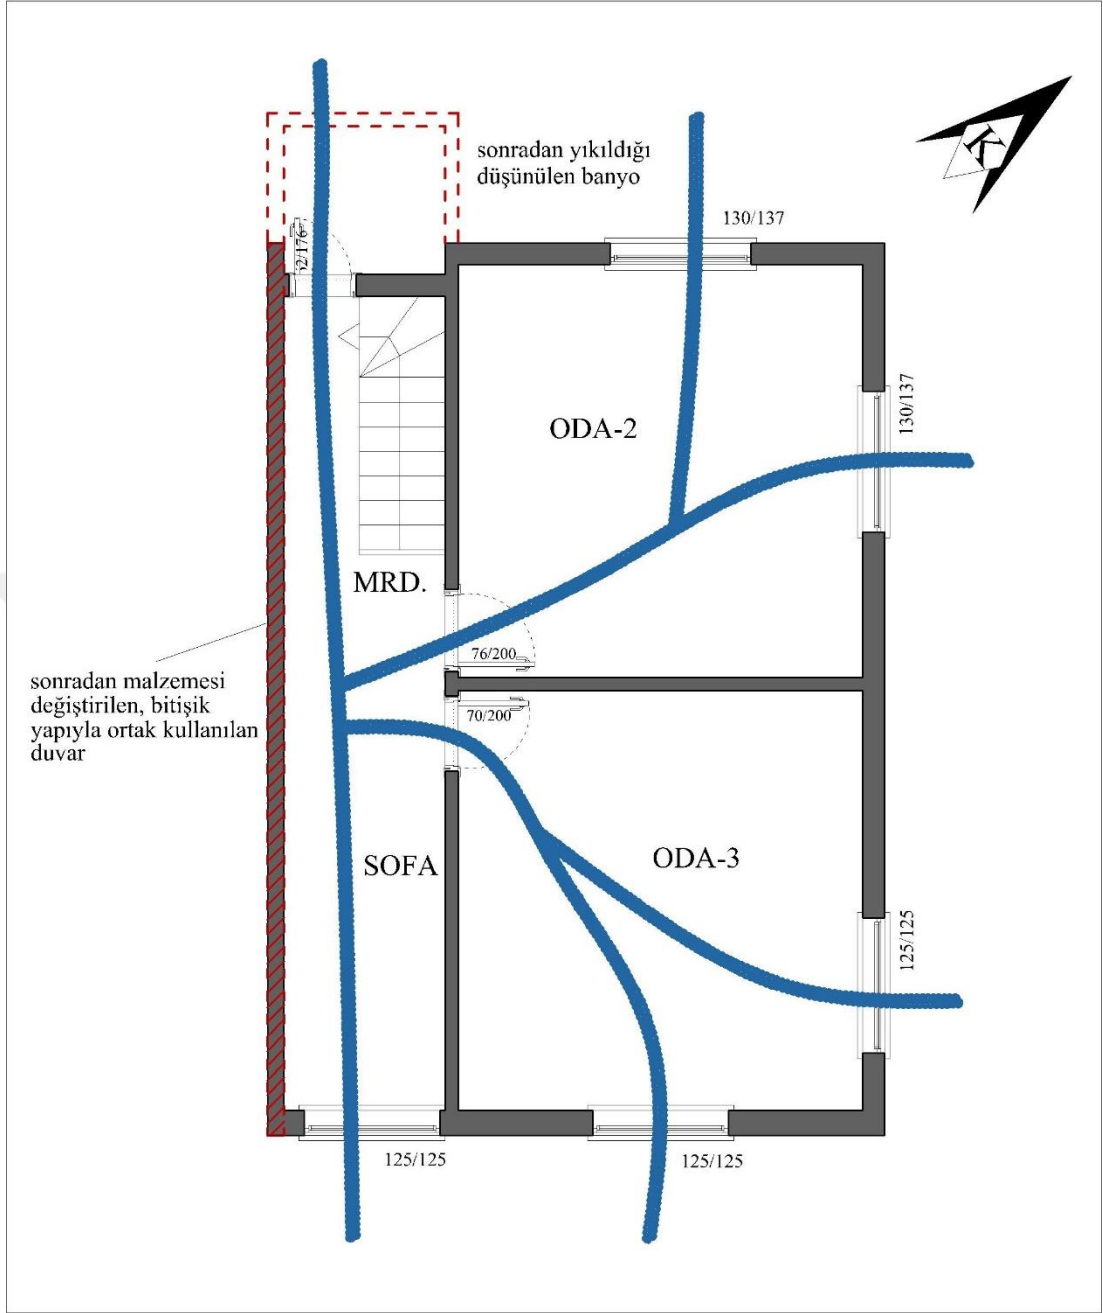 sonradan yıkıldığı
düşünülen banyo
K
130/137
ODA-2
130/137
MRD.
76/200
70/200
sonradan malzemesi
değiştirilen, bitişik
yapıyla ortak kullanılan
duvar
SOFA
ODA-3
125/125
125/125
125/125